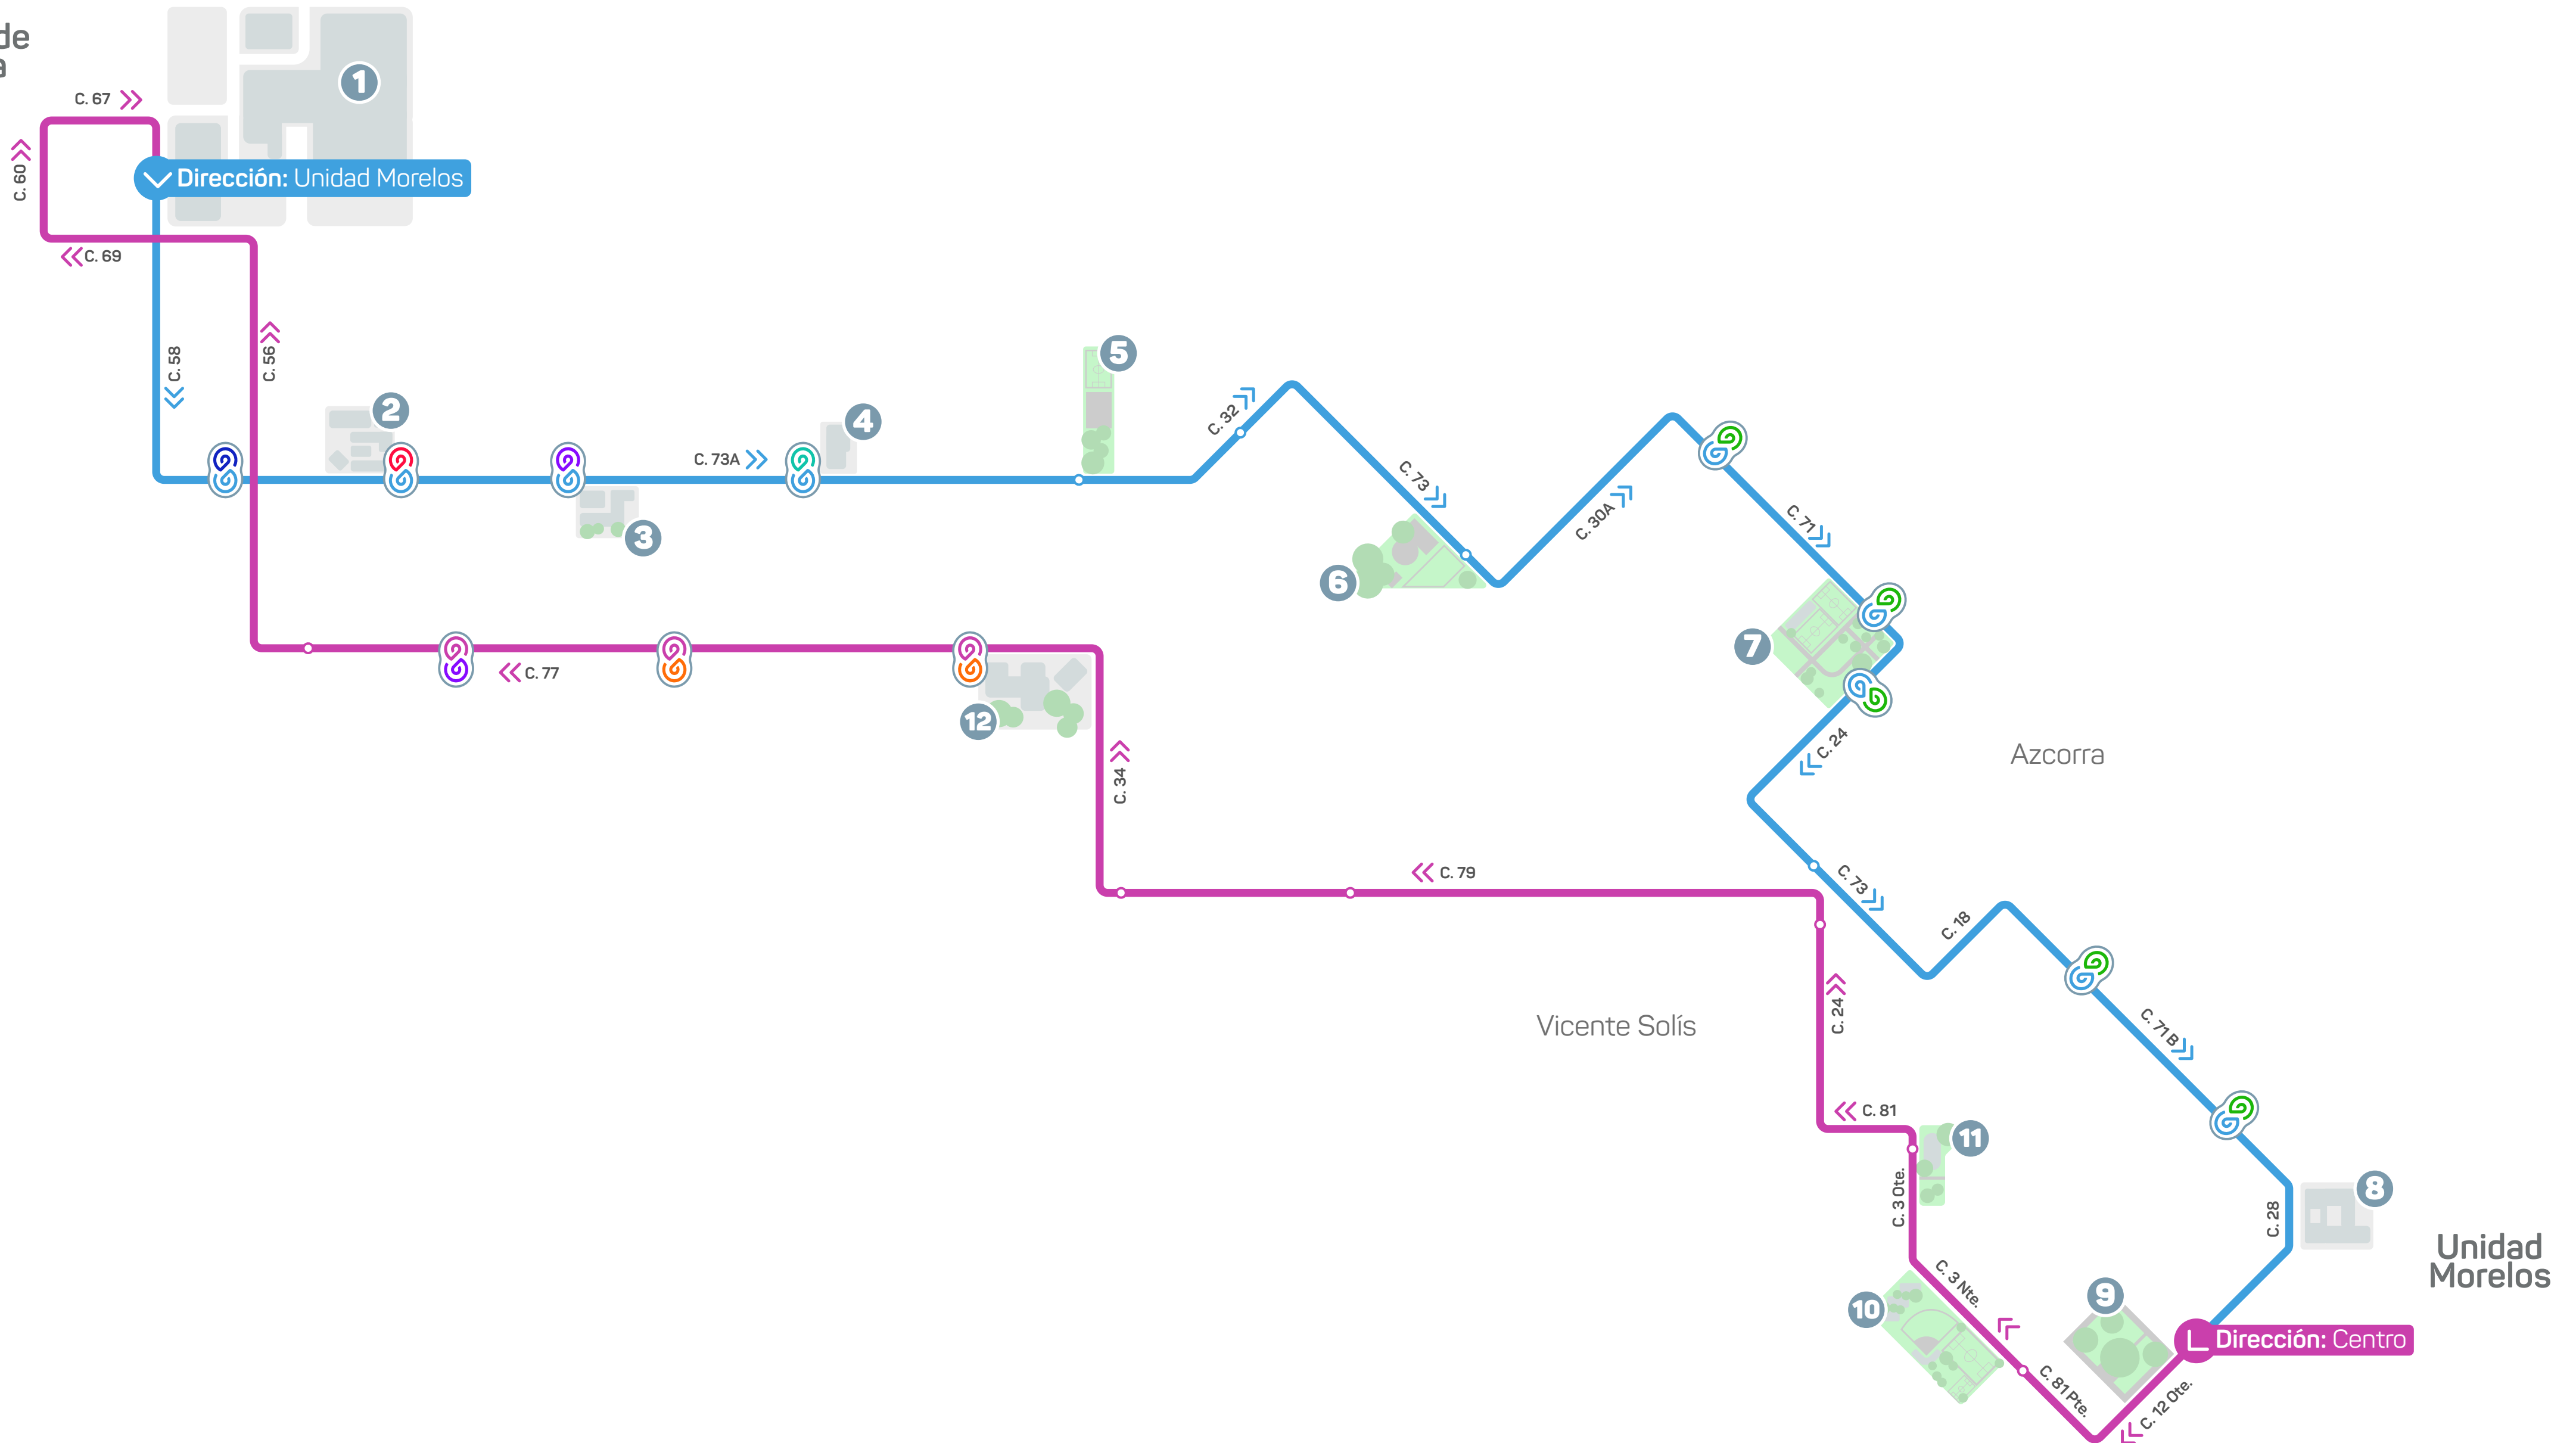 de
a
1
C. 67
C. 60
Dirección: Unidad Morelos
C. 69
C. 58
C. 56
2
3
C. 73A
4
5
C. 32
C. 73
6
C. 30A
C. 71
7
C. 24
Azcorra
C. 73
C. 18
C. 71B
8
C. 28
Unidad
Morelos
9
Dirección: Centro
C. 12 Ote.
C. 81 Pte.
10
C. 3 Nte.
C. 3 Ote.
11
C. 81
C. 24
Vicente Solís
C. 79
C. 34
12
C. 77